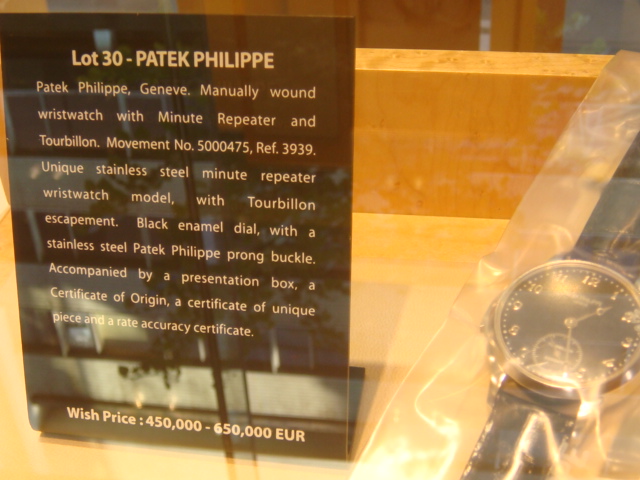 Lot 30 - PATEK PHILIPPE
Patek Philippe, Geneve. Manually wound
wristwatch with Minute Repeater and
Tourbillon. Movement No. 5000475, Ref. 3939.
Unique stainless steel minute repeater
wristwatch model, with Tourbillon
escapement. Black enamel dial, with a
stainless steel Patek Philippe prong buckle.
Accompanied by a presentation box, a
Certificate of Origin, a certificate of unique
piece and a rate accuracy certificate.
Wish Price : 450,000 - 650,000 EUR